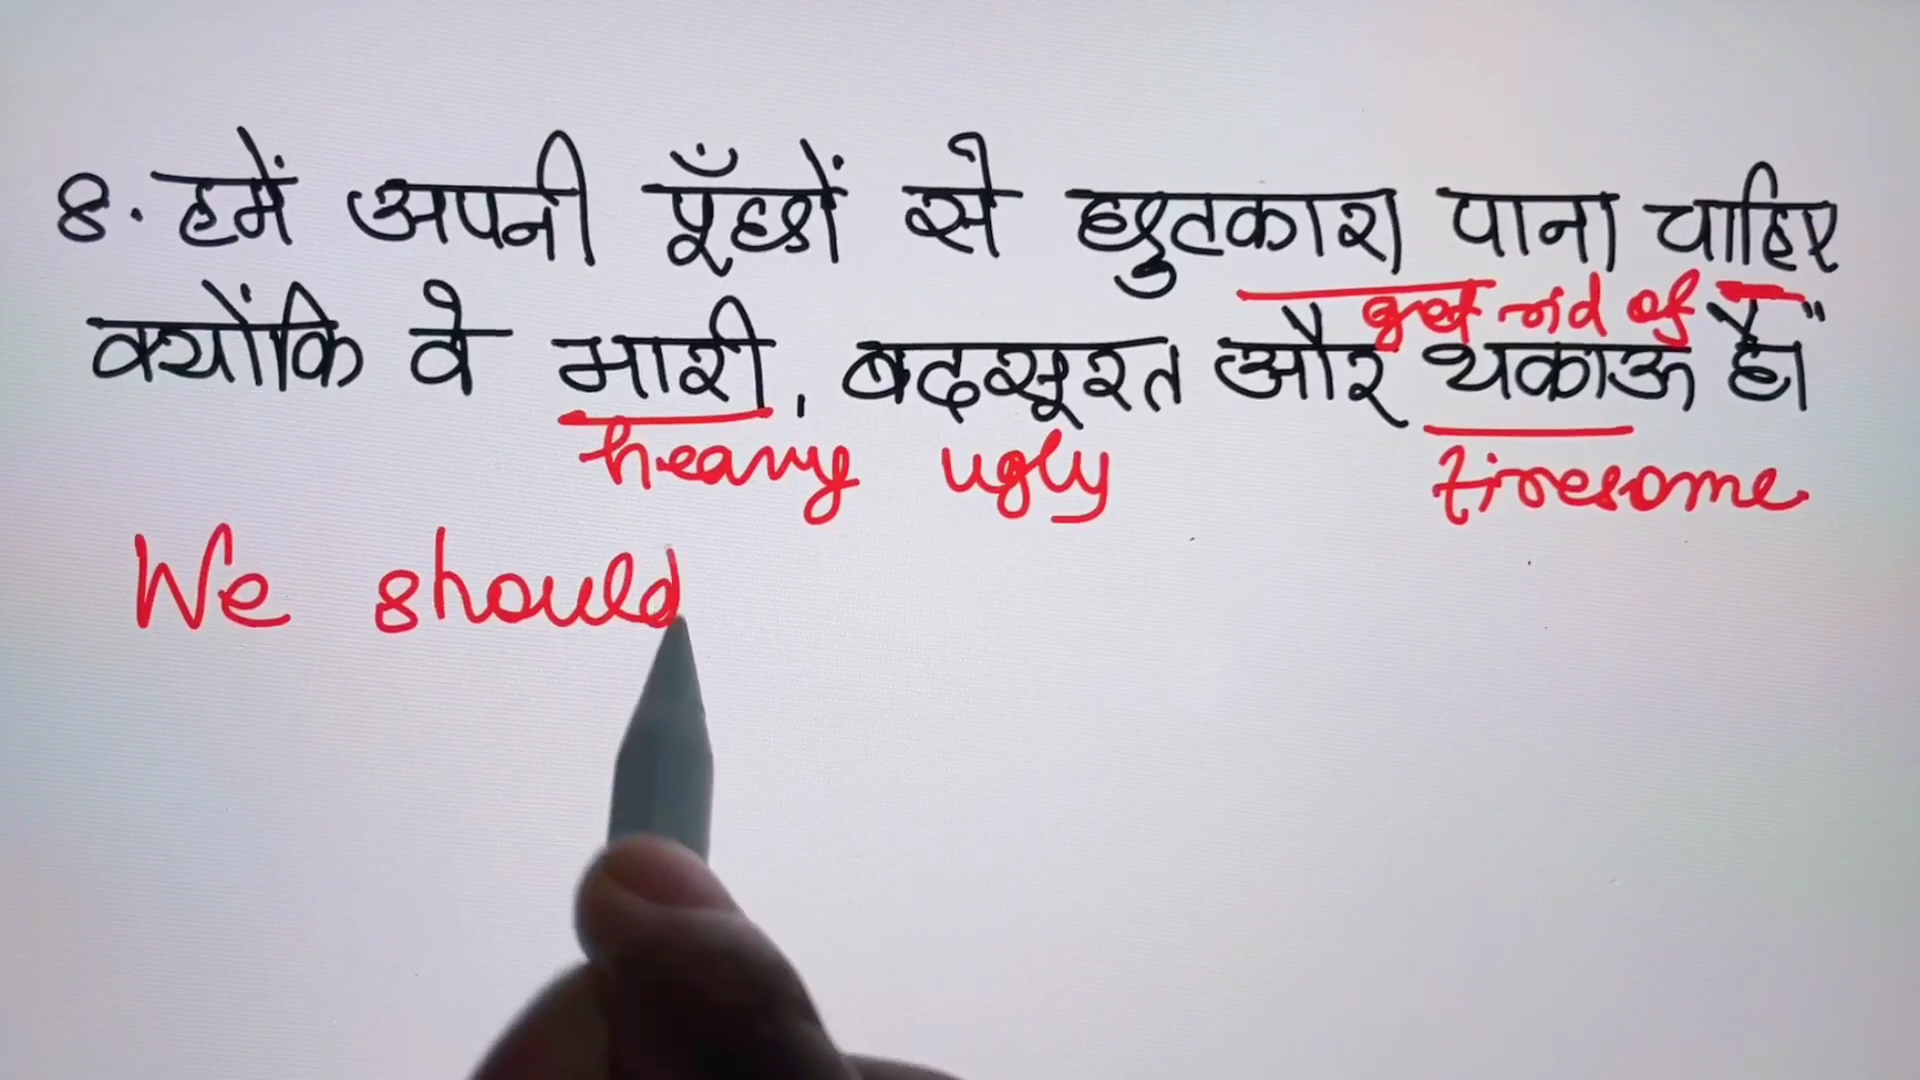 8. हमें अपनी पूँछों से छुटकारा पाना चाहिए
get rid of
क्योंकि वे भारी, बदसूरत और थकाऊ हैं।"
heavy ugly tiresome
We should